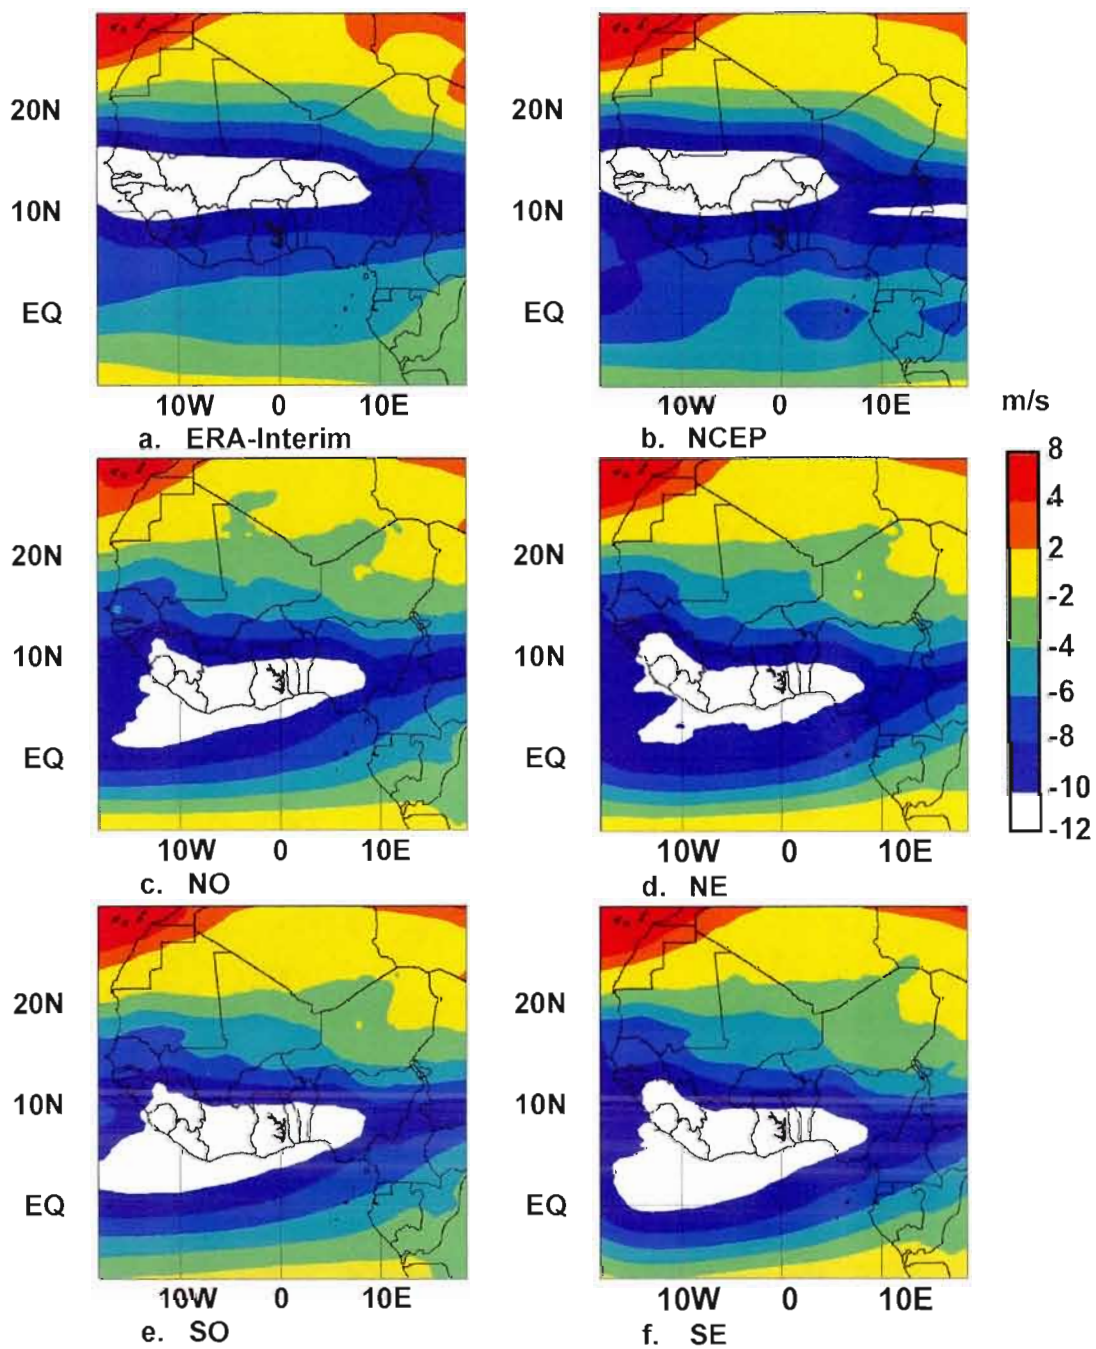 20N
10N
EQ
10W 0 10E
a. ERA-Interim
20N
10N
EQ
10W 0 10E
b. NCEP
m/s
8
4
2
-2
-4
-6
-8
-10
-12
20N
10N
EQ
10W 0 10E
c. NO
20N
10N
EQ
10W 0 10E
d. NE
20N
10N
EQ
10W 0 10E
e. SO
20N
10N
EQ
10W 0 10E
f. SE